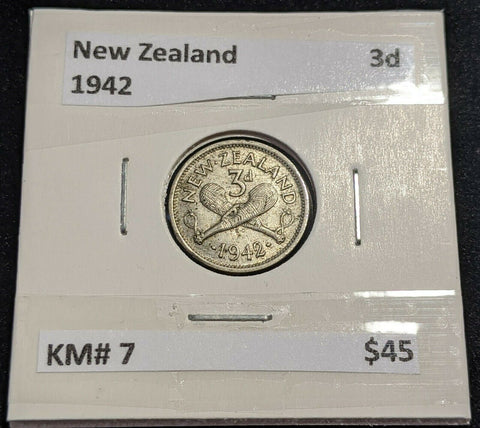 New Zealand 3d
1942
NEW·ZEALAND
3d
·1942·
KM# 7 $45